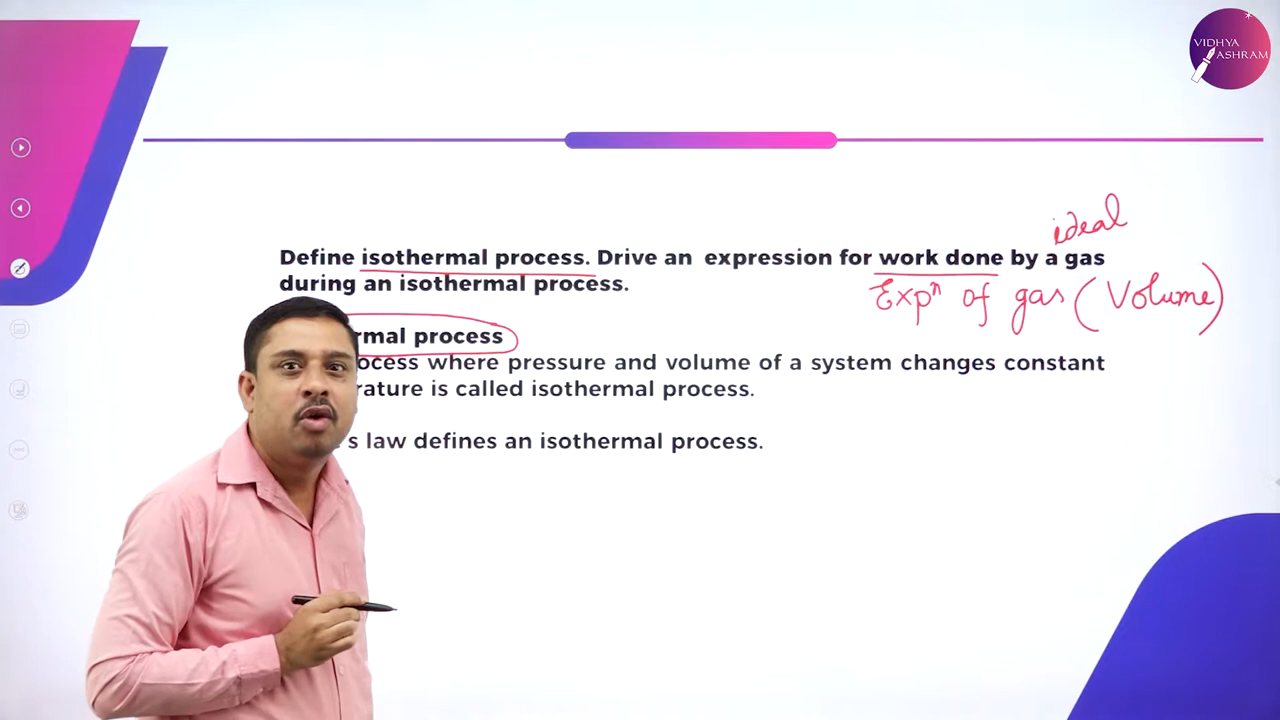 VIDHYA
ASHRAM
ideal
Define isothermal process. Drive an expression for work done by a gas
during an isothermal process.
Expⁿ of gas (Volume)
rmal process
ocess where pressure and volume of a system changes constant
rature is called isothermal process.
s law defines an isothermal process.